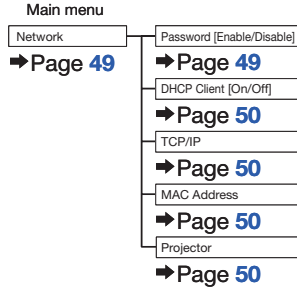 Main menu
Network
➡Page 49
Password [Enable/Disable]
➡Page 49
DHCP Client [On/Off]
➡Page 50
TCP/IP
➡Page 50
MAC Address
➡Page 50
Projector
➡Page 50